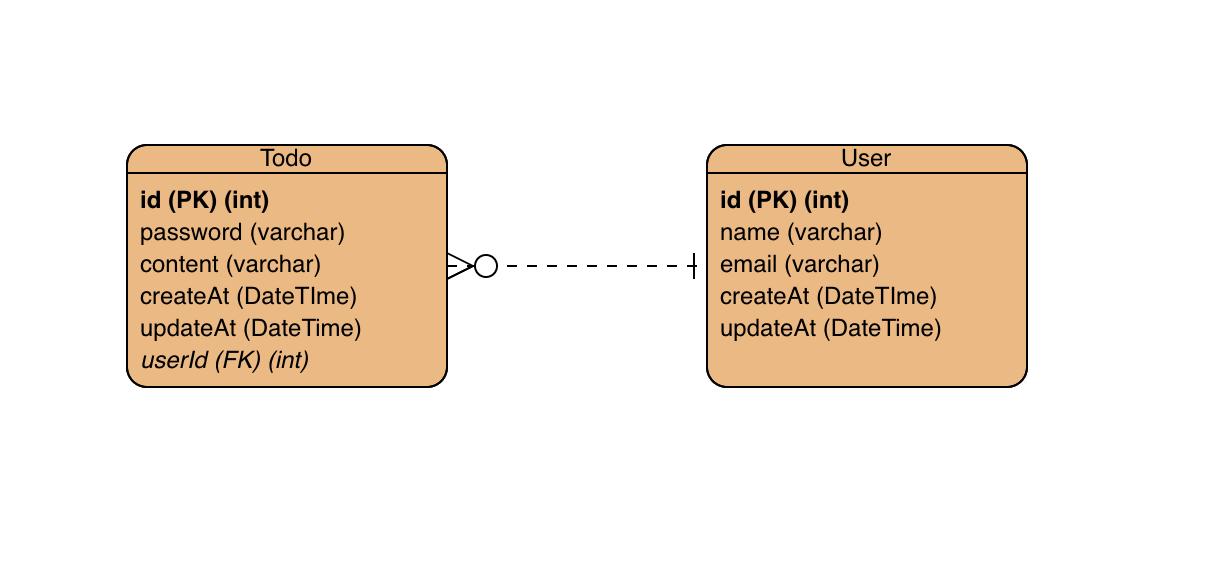 Todo
id (PK) (int)
password (varchar)
content (varchar)
createAt (DateTIme)
updateAt (DateTime)
userId (FK) (int)
User
id (PK) (int)
name (varchar)
email (varchar)
createAt (DateTIme)
updateAt (DateTime)